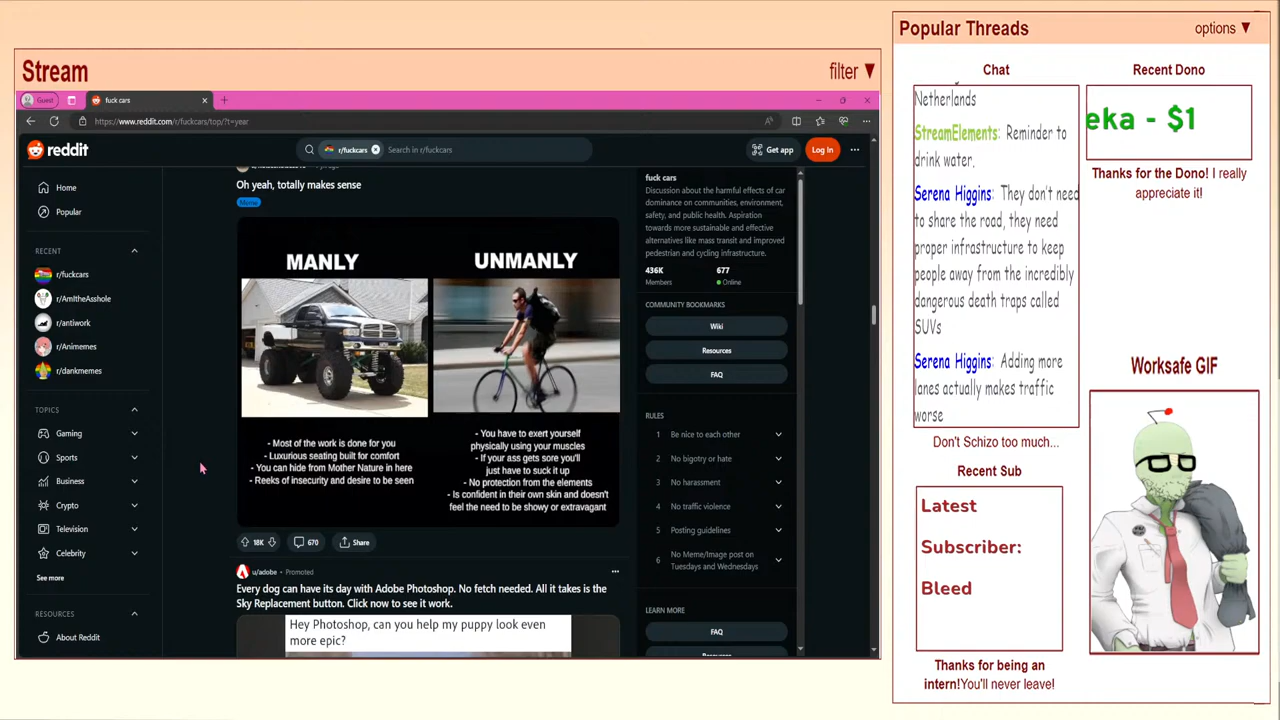 Stream
filter ▼
Guest
fuck cars
https://www.reddit.com/r/fuckcars/top/?t=year
reddit
r/fuckcars
Search in r/fuckcars
Get app
Log In
Home
Popular
RECENT
r/fuckcars
r/AmItheAsshole
r/antiwork
r/Animemes
r/dankmemes
TOPICS
Gaming
Sports
Business
Crypto
Television
Celebrity
See more
RESOURCES
About Reddit
Oh yeah, totally makes sense
Meme
MANLY
UNMANLY
- Most of the work is done for you
- Luxurious seating built for comfort
- You can hide from Mother Nature in here
- Reeks of insecurity and desire to be seen
- You have to exert yourself
physically using your muscles
- If your ass gets sore you'll
just have to suck it up
- No protection from the elements
- Is confident in their own skin and doesn't
feel the need to be showy or extravagant
18K
670
Share
u/adobe • Promoted
Every dog can have its day with Adobe Photoshop. No fetch needed. All it takes is the
Sky Replacement button. Click now to see it work.
Hey Photoshop, can you help my puppy look even
more epic?
fuck cars
Discussion about the harmful effects of car
dominance on communities, environment,
safety, and public health. Aspiration
towards more sustainable and effective
alternatives like mass transit and improved
pedestrian and cycling infrastructure.
436K
677
Members
Online
COMMUNITY BOOKMARKS
Wiki
Resources
FAQ
RULES
1 Be nice to each other
2 No bigotry or hate
3 No harassment
4 No traffic violence
5 Posting guidelines
6 No Meme/Image post on
Tuesdays and Wednesdays
LEARN MORE
FAQ
Popular Threads
options ▼
Chat
Netherlands
StreamElements: Reminder to
drink water.
Serena Higgins: They don't need
to share the road, they need
proper infrastructure to keep
people away from the incredibly
dangerous death traps called
SUVs
Serena Higgins: Adding more
lanes actually makes traffic
worse
Don't Schizo too much...
Recent Sub
Latest
Subscriber:
Bleed
Thanks for being an
intern!You'll never leave!
Recent Dono
eka - $1
Thanks for the Dono! I really
appreciate it!
Worksafe GIF